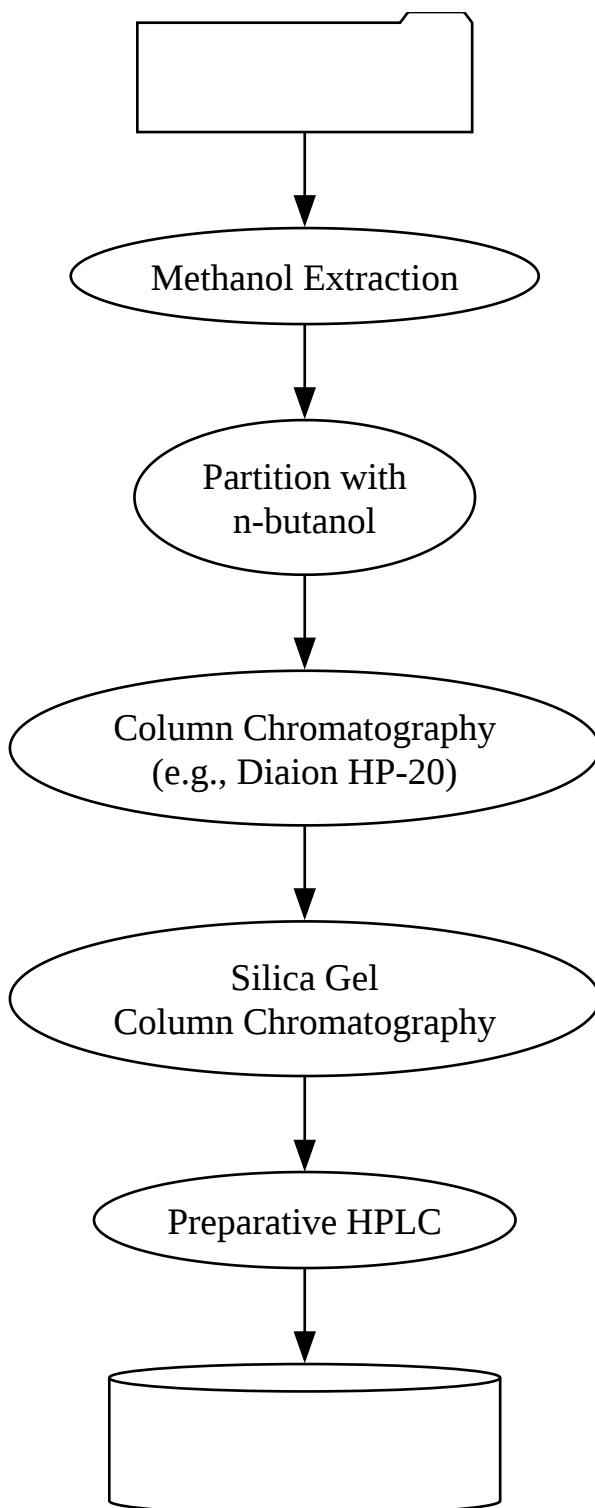 Methanol Extraction
Partition with
n-butanol
Column Chromatography
(e.g., Diaion HP-20)
Silica Gel
Column Chromatography
Preparative HPLC